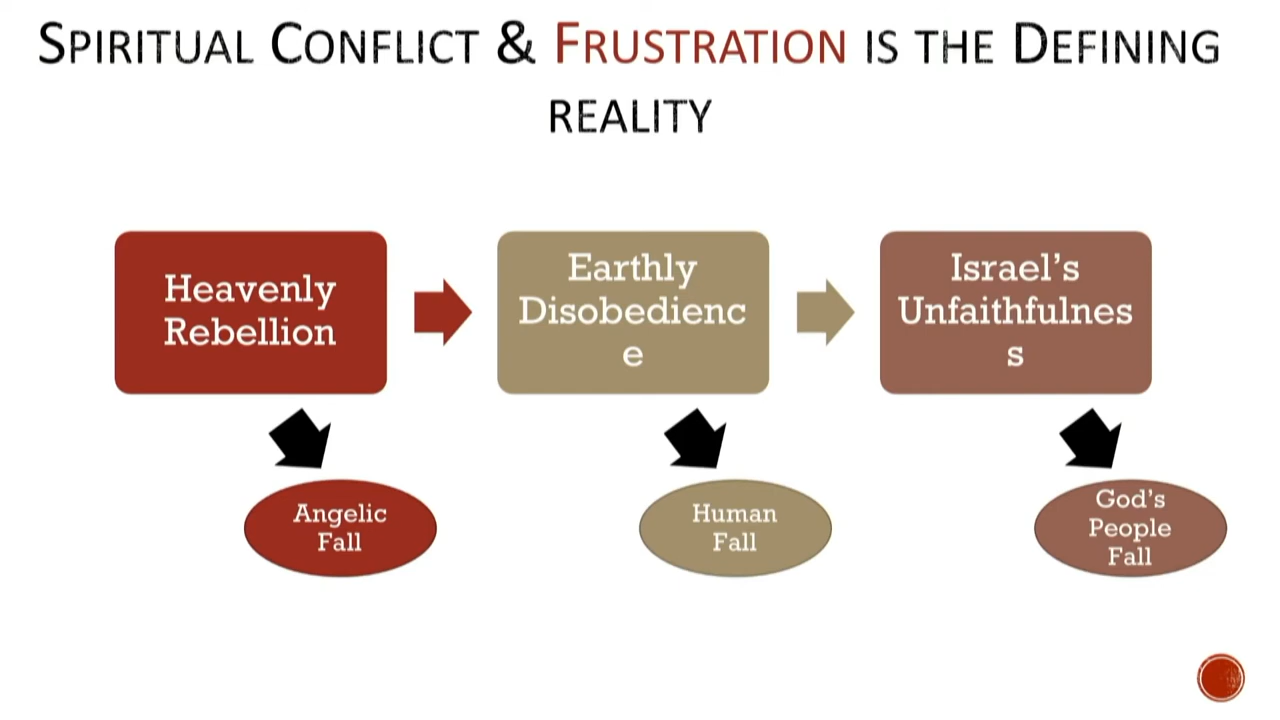 SPIRITUAL CONFLICT & FRUSTRATION IS THE DEFINING
REALITY
Heavenly
Rebellion
Earthly
Disobedienc
e
Israel's
Unfaithfulnes
s
Angelic
Fall
Human
Fall
God's
People
Fall